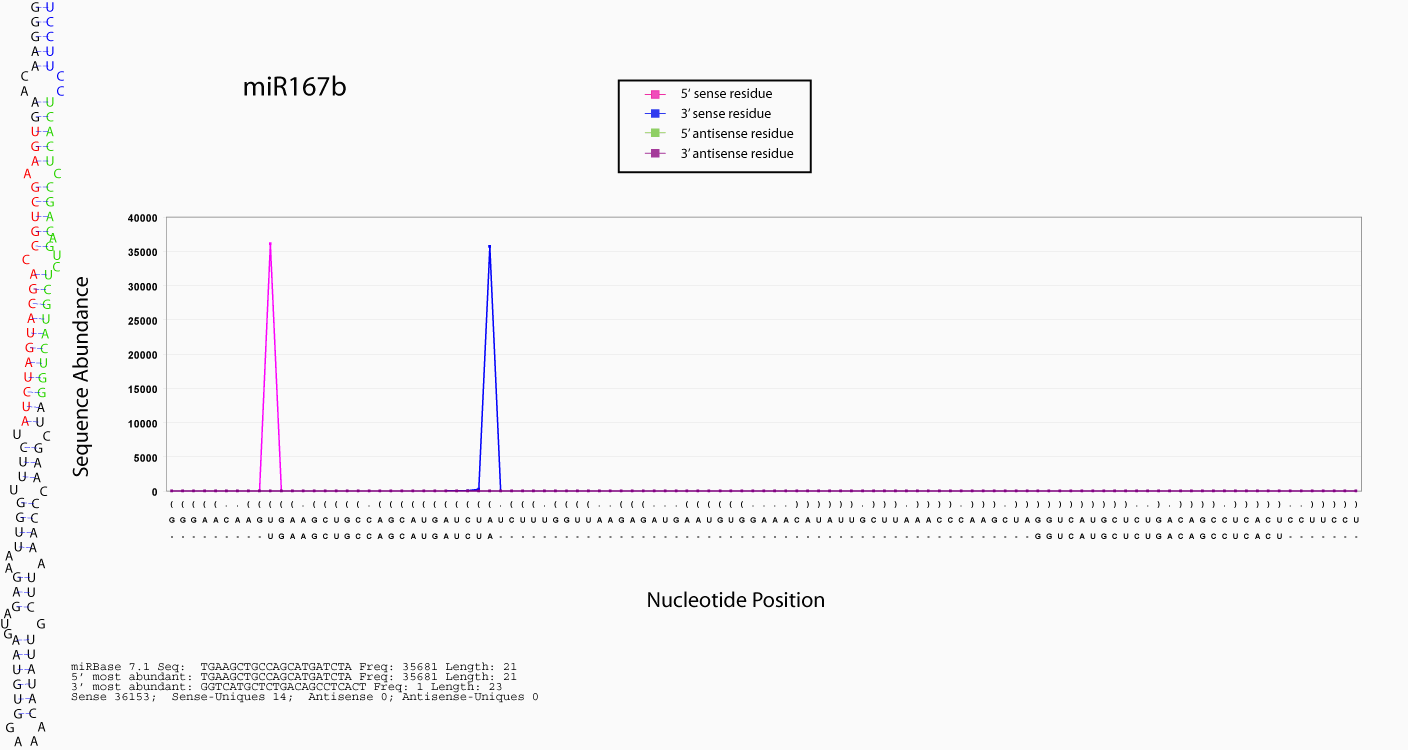 miR167b
5’ sense residue
3’ sense residue
5’ antisense residue
3’ antisense residue
Sequence Abundance
40000
35000
30000
25000
20000
15000
10000
5000
0
G G G A A C A A G U G A A G C U G C C A G C A U G A U C U A U C U U U G G U U A A G A G A U G A A U G U G G A A A C A U A U U G C U U A A A C C C A A G C U A G G U C A U G C U C U G A C A G C C U C A C U C C U U C C U
- - - - - - - - - U G A A G C U G C C A G C A U G A U C U A - - - - - - - - - - - - - - - - - - - - - - - - - - - - - - - - - - - - - - - - - - - - - - - - - G G U C A U G C U C U G A C A G C C U C A C U - - - - - - -
Nucleotide Position
miRBase 7.1 Seq: TGAAGCTGCCAGCATGATCTA Freq: 35681 Length: 21
5’ most abundant: TGAAGCTGCCAGCATGATCTA Freq: 35681 Length: 21
3’ most abundant: GGTCATGCTCTGACAGCCTCACT Freq: 1 Length: 23
Sense 36153; Sense-Uniques 14; Antisense 0; Antisense-Uniques 0
G U
G C
G C
A U
A U
C C
A C
A U
G C
U A
G C
A U
A C
G C
C G
U A
G C
A
C G
U
C
C
A U
G C
C G
A U
U A
G C
A U
U G
C G
U A
A U
U C
C G
U A
U A
U C
G C
G C
U A
U A
A
A
A
G U
A U
G C
A
U G
G
A U
A U
U A
G U
U A
G C
G A
A A